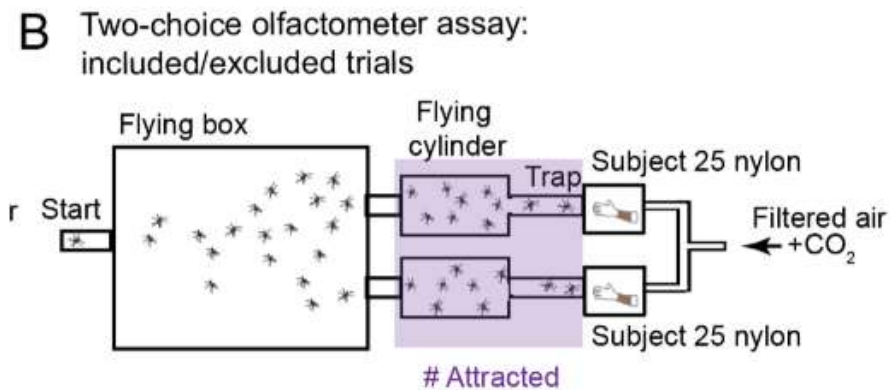 B Two-choice olfactometer assay:
included/excluded trials
Flying box
Flying
cylinder
Trap
Subject 25 nylon
r Start
Filtered air
+CO₂
Subject 25 nylon
# Attracted